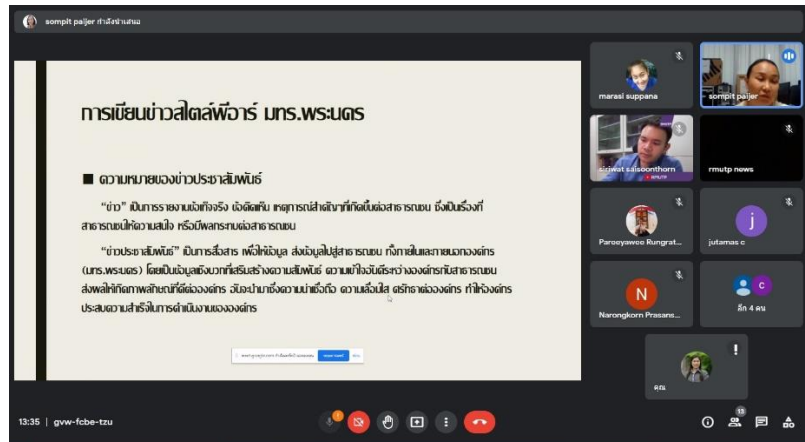 sompit paijer กำลังนำเสนอ
การเขียนข่าวสไตล์พีอาร์ มทร.พระนคร
ความหมายของข่าวประชาสัมพันธ์
“ข่าว” เป็นการรายงานข้อเท็จจริง ข้อคิดเห็น เหตุการณ์สำคัญที่เกิดขึ้นต่อสาธารณชน ซึ่งเป็นเรื่องที่
สาธารณชนให้ความสนใจ หรือมีผลกระทบต่อสาธารณชน
“ข่าวประชาสัมพันธ์” เป็นการสื่อสาร เพื่อให้ข้อมูล ส่งข้อมูลไปสู่สาธารณชน ทั้งภายในและภายนอกองค์กร
(มทร.พระนคร) โดยเป็นข้อมูลเชิงบวกที่เสริมสร้างความสัมพันธ์ ความเข้าใจอันดีระหว่างองค์กรกับสาธารณชน
ส่งผลให้เกิดภาพลักษณ์ที่ดีต่อองค์กร อันจะนำมาซึ่งความน่าเชื่อถือ ความเลื่อมใส ศรัทธาต่อองค์กร ทำให้องค์กร
ประสบความสำเร็จในการดำเนินงานขององค์กร
marasi suppana
sompit paijer
siriwat saisoonthorn
rmutp news
Paroeyawee Rungrat...
j
jutamas c
N
Narongkorn Prasans...
c
อีก 4 คน
คุณ
13:35 | gvw-fcbe-tzu
13